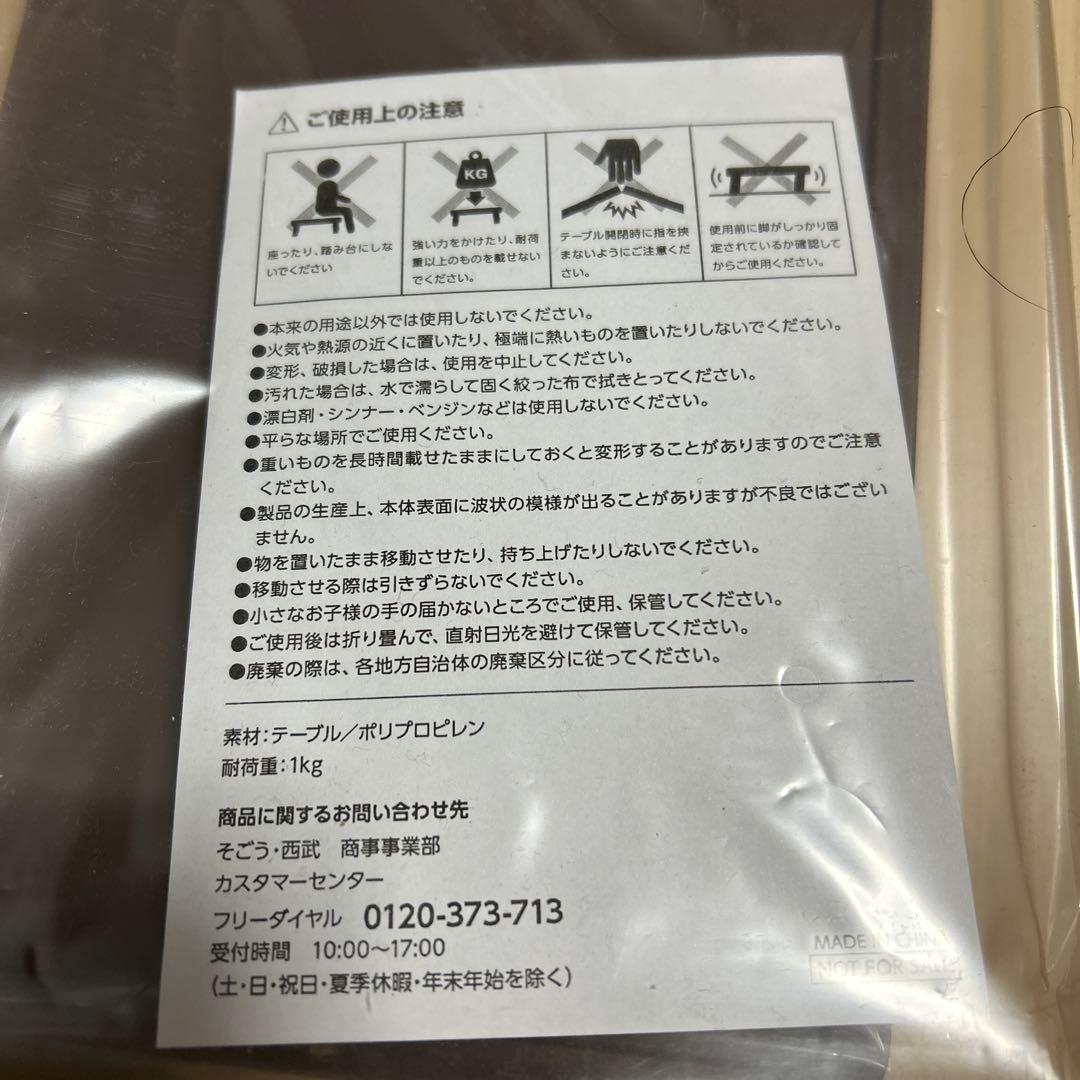 ご使用上の注意
KG
座ったり、踏み台にしな
いでください
強い力をかけたり、耐荷
重以上のものを載せない
でください。
テーブル開閉時に指を挟
まないようにご注意くだ
さい。
使用前に脚がしっかり固
定されているか確認して
からご使用ください。
●本来の用途以外では使用しないでください。
●火気や熱源の近くに置いたり、極端に熱いものを置いたりしないでください。
●変形、破損した場合は、使用を中止してください。
●汚れた場合は、水で濡らして固く絞った布で拭きとってください。
●漂白剤・シンナー・ベンジンなどは使用しないでください。
●平らな場所でご使用ください。
●重いものを長時間載せたままにしておくと変形することがありますのでご注意
ください。
●製品の生産上、本体表面に波状の模様が出ることがありますが不良ではござい
ません。
●物を置いたまま移動させたり、持ち上げたりしないでください。
●移動させる際は引きずらないでください。
●小さなお子様の手の届かないところでご使用、保管してください。
●ご使用後は折り畳んで、直射日光を避けて保管してください。
●廃棄の際は、各地方自治体の廃棄区分に従ってください。
素材:テーブル/ポリプロピレン
耐荷重:1kg
商品に関するお問い合わせ先
そごう・西武 商事事業部
カスタマーセンター
フリーダイヤル 0120-373-713
受付時間 10:00～17:00
(土・日・祝日・夏季休暇・年末年始を除く)
MADE IN CHINA
NOT FOR SALE